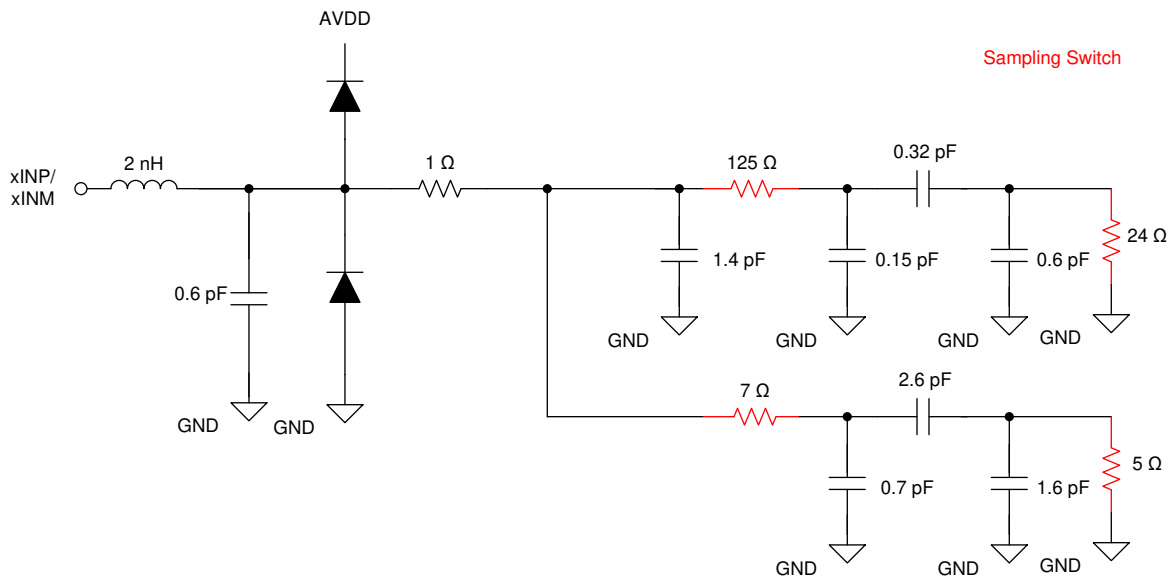 AVDD
Sampling Switch
xINP/
xINM
2 nH
1 Ω
125 Ω
0.32 pF
24 Ω
0.6 pF
1.4 pF
0.15 pF
0.6 pF
GND
GND
GND
GND
7 Ω
2.6 pF
GND
GND
5 Ω
0.7 pF
1.6 pF
GND
GND
GND